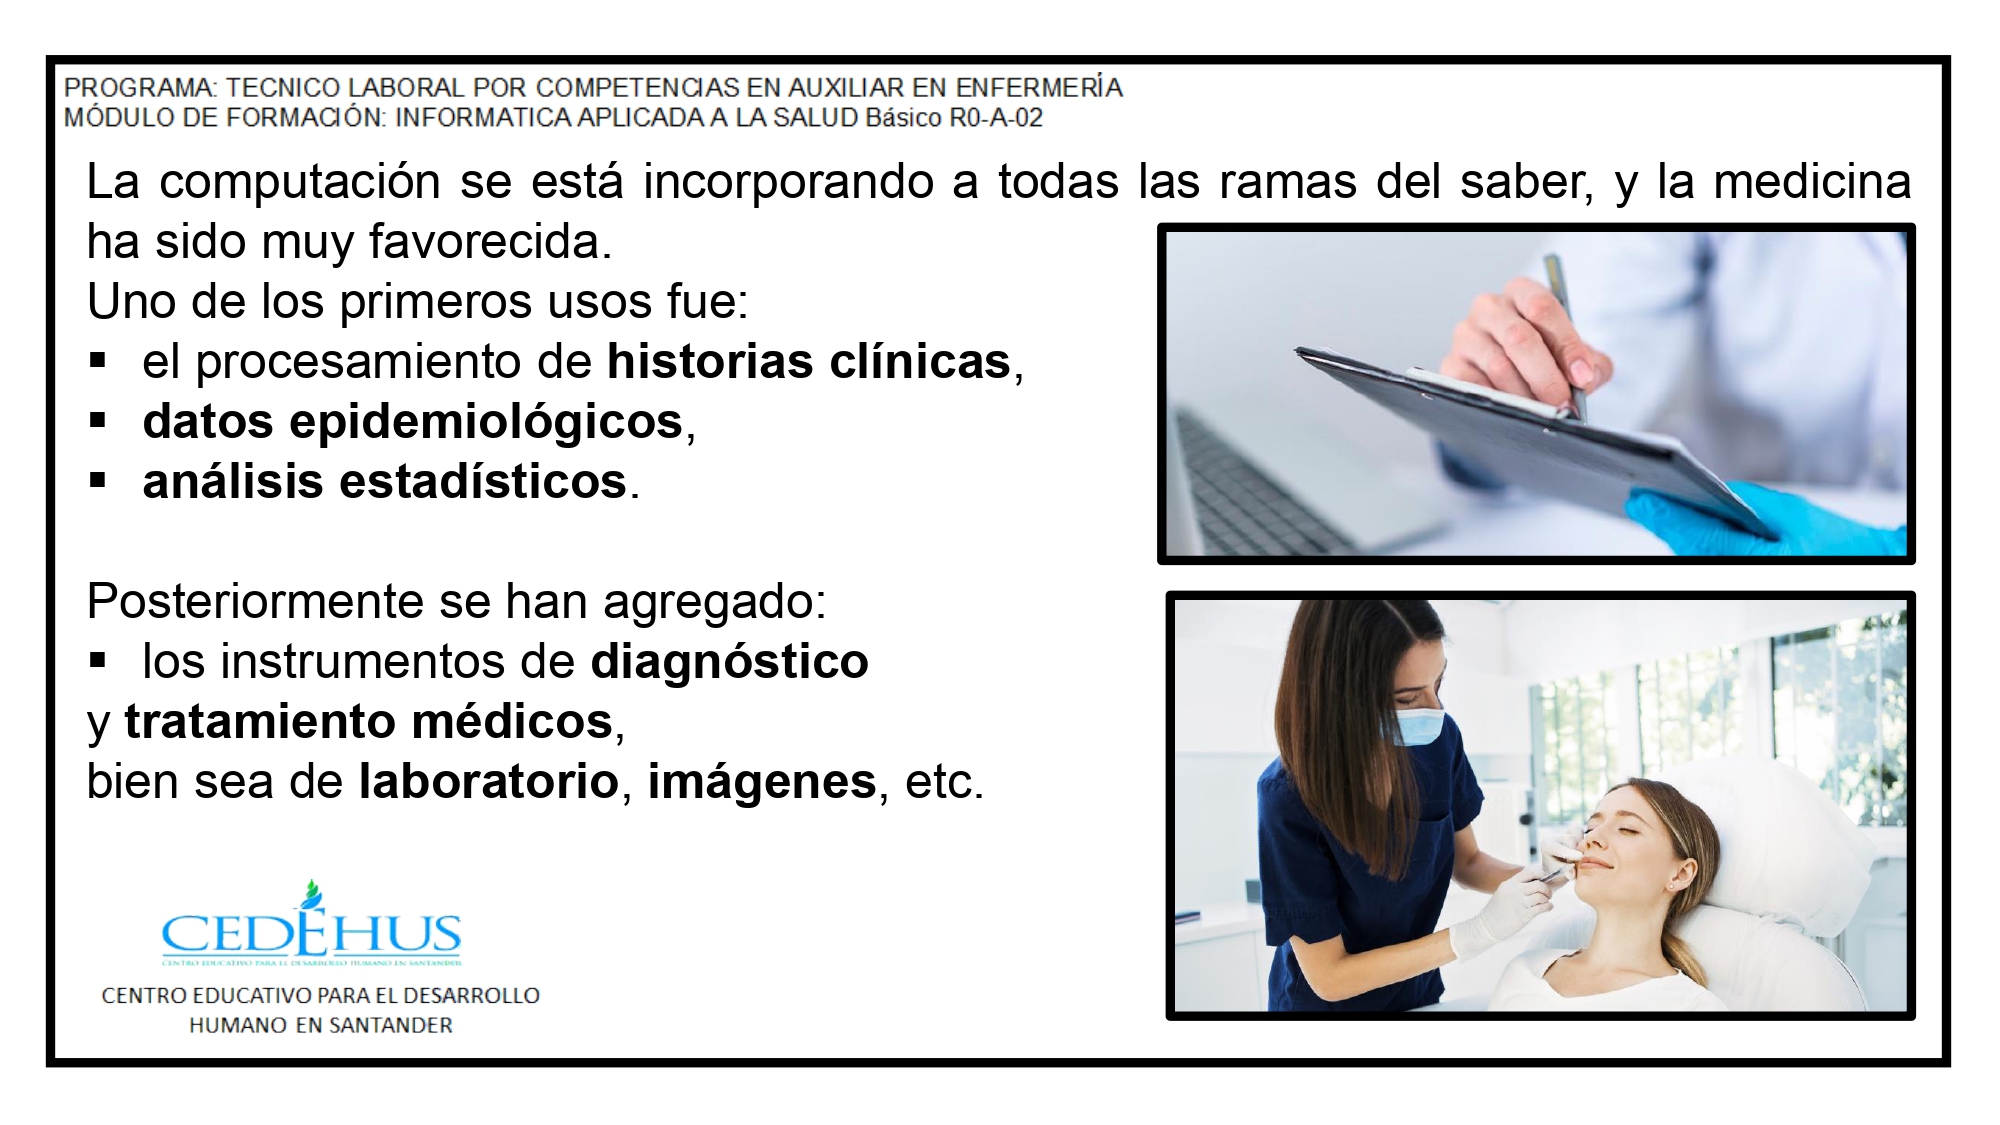 PROGRAMA: TECNICO LABORAL POR COMPETENCIAS EN AUXILIAR EN ENFERMERÍA
MÓDULO DE FORMACIÓN: INFORMATICA APLICADA A LA SALUD Básico R0-A-02
La computación se está incorporando a todas las ramas del saber, y la medicina
ha sido muy favorecida.
Uno de los primeros usos fue:
▪ el procesamiento de historias clínicas,
▪ datos epidemiológicos,
▪ análisis estadísticos.
Posteriormente se han agregado:
▪ los instrumentos de diagnóstico
y tratamiento médicos,
bien sea de laboratorio, imágenes, etc.
CEDEHUS
CENTRO EDUCATIVO PARA EL DESARROLLO HUMANO EN SANTANDER
CENTRO EDUCATIVO PARA EL DESARROLLO
HUMANO EN SANTANDER